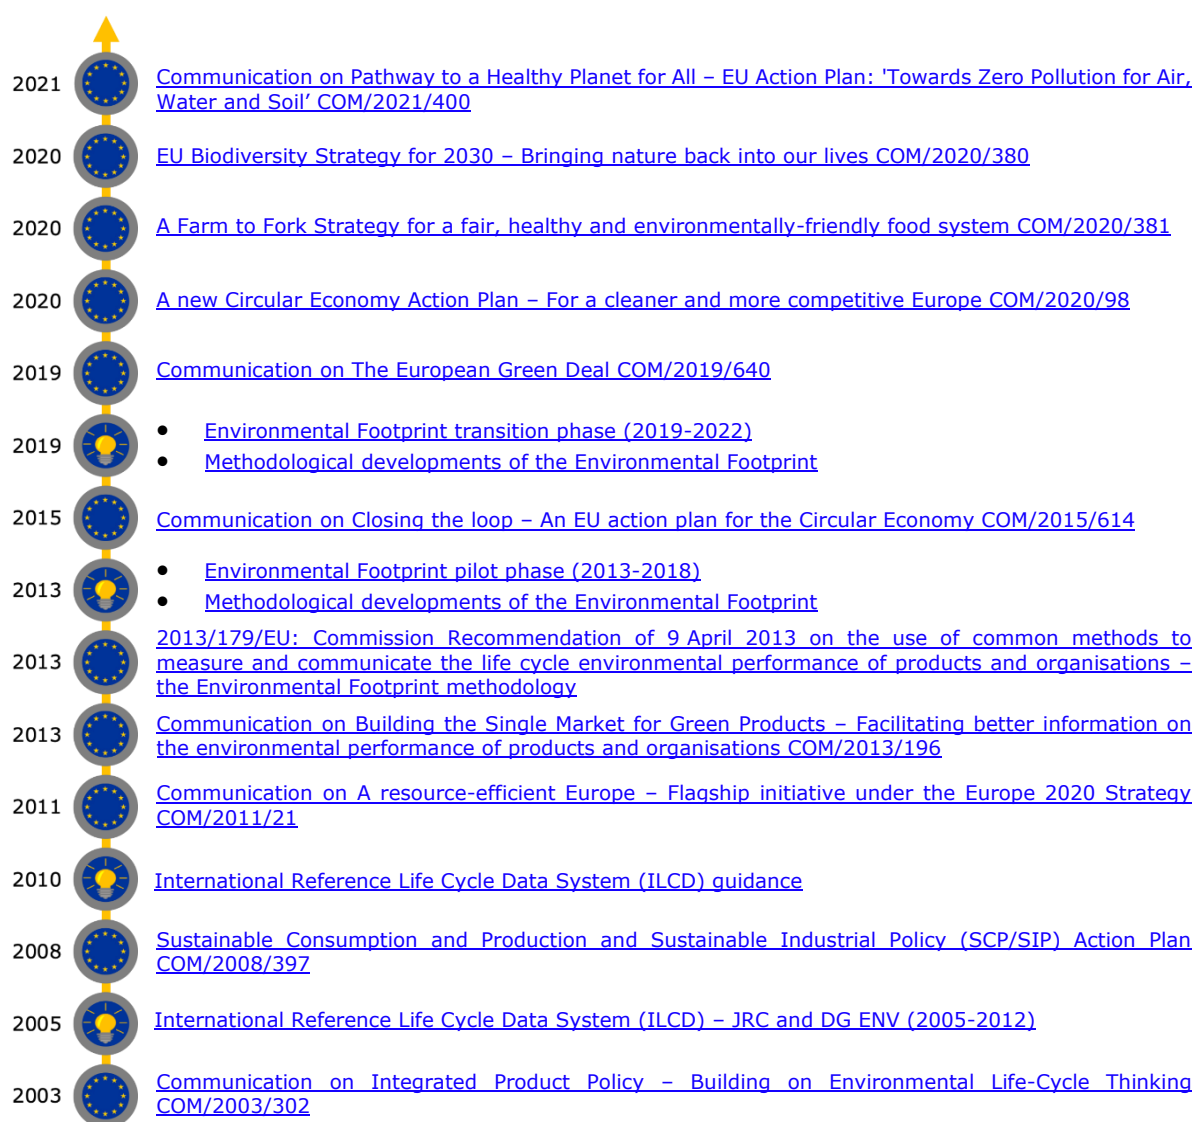 2021
Communication on Pathway to a Healthy Planet for All – EU Action Plan: 'Towards Zero Pollution for Air,
Water and Soil’ COM/2021/400
2020
EU Biodiversity Strategy for 2030 – Bringing nature back into our lives COM/2020/380
2020
A Farm to Fork Strategy for a fair, healthy and environmentally-friendly food system COM/2020/381
2020
A new Circular Economy Action Plan – For a cleaner and more competitive Europe COM/2020/98
2019
Communication on The European Green Deal COM/2019/640
2019
• Environmental Footprint transition phase (2019-2022)
• Methodological developments of the Environmental Footprint
2015
Communication on Closing the loop – An EU action plan for the Circular Economy COM/2015/614
2013
• Environmental Footprint pilot phase (2013-2018)
• Methodological developments of the Environmental Footprint
2013
2013/179/EU: Commission Recommendation of 9 April 2013 on the use of common methods to
measure and communicate the life cycle environmental performance of products and organisations –
the Environmental Footprint methodology
2013
Communication on Building the Single Market for Green Products – Facilitating better information on
the environmental performance of products and organisations COM/2013/196
2011
Communication on A resource-efficient Europe – Flagship initiative under the Europe 2020 Strategy
COM/2011/21
2010
International Reference Life Cycle Data System (ILCD) guidance
2008
Sustainable Consumption and Production and Sustainable Industrial Policy (SCP/SIP) Action Plan
COM/2008/397
2005
International Reference Life Cycle Data System (ILCD) – JRC and DG ENV (2005-2012)
2003
Communication on Integrated Product Policy – Building on Environmental Life-Cycle Thinking
COM/2003/302